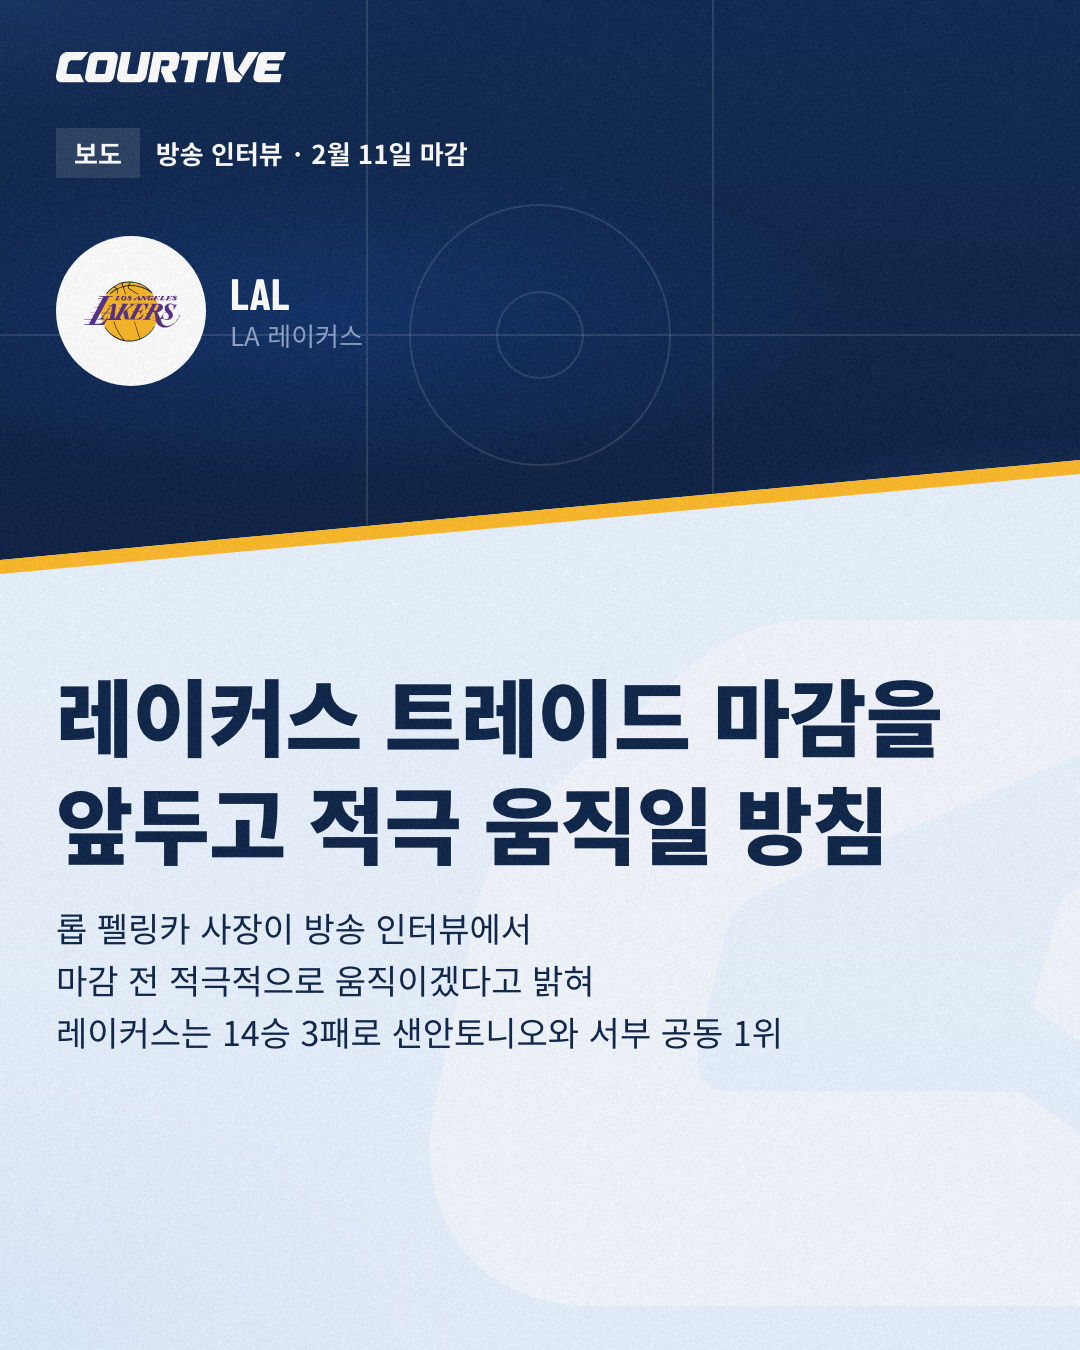 COURTIVE
보도 방송 인터뷰 · 2월 11일 마감
LOS ANGELES
LAKERS
LAL
LA 레이커스
레이커스 트레이드 마감을
앞두고 적극 움직일 방침
롭 펠링카 사장이 방송 인터뷰에서
마감 전 적극적으로 움직이겠다고 밝혀
레이커스는 14승 3패로 샌안토니오와 서부 공동 1위